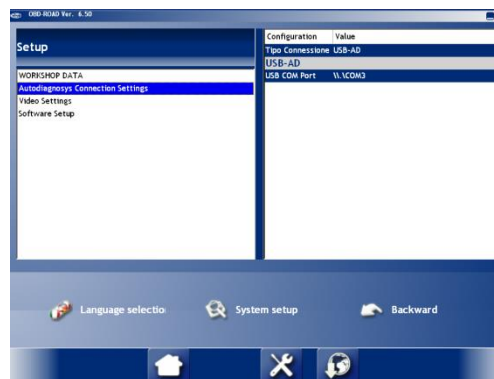 OBD-ROAD Ver. 6.50
Setup
WORKSHOP DATA
Autodiagnosys Connection Settings
Video Settings
Software Setup
Configuration Value
Tipo Connessione USB-AD
USB-AD
USB COM Port \\.\COM3
Language selectio
System setup
Backward